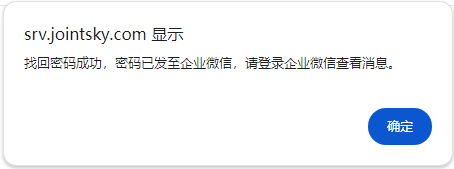 srv.jointsky.com 显示
找回密码成功，密码已发至企业微信，请登录企业微信查看消息。
确定